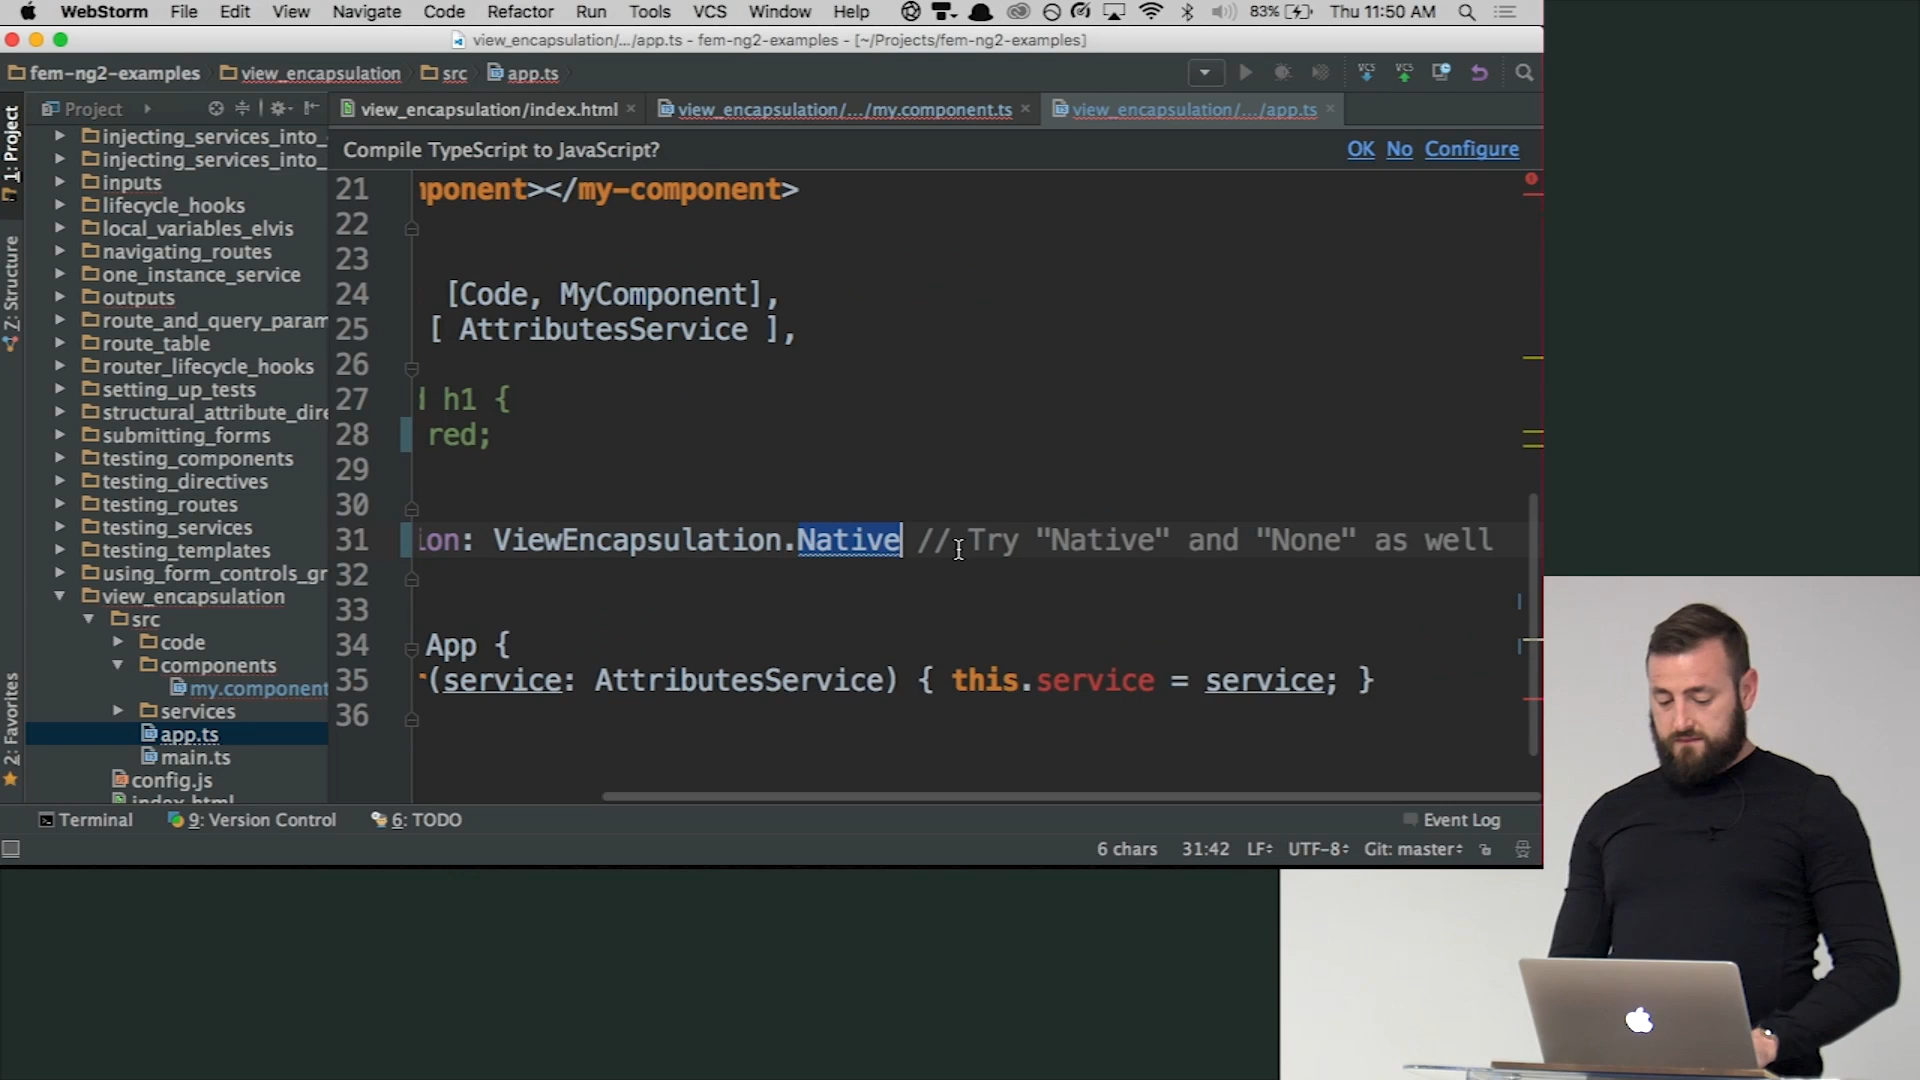 WebStorm File Edit View Navigate Code Refactor Run Tools VCS Window Help 83% Thu 11:50 AM
view_encapsulation/.../app.ts - fem-ng2-examples - [~/Projects/fem-ng2-examples]
fem-ng2-examples view_encapsulation src app.ts VCS VCS
Project view_encapsulation/index.html view_encapsulation/.../my.component.ts view_encapsulation/.../app.ts
Compile TypeScript to JavaScript? OK No Configure
1: Project
Z: Structure
2: Favorites
injecting_services_into_
injecting_services_into_
inputs
lifecycle_hooks
local_variables_elvis
navigating_routes
one_instance_service
outputs
route_and_query_param
route_table
router_lifecycle_hooks
setting_up_tests
structural_attribute_dire
submitting_forms
testing_components
testing_directives
testing_routes
testing_services
testing_templates
using_form_controls_gr
view_encapsulation
src
code
components
my.component
services
app.ts
main.ts
config.js
index.html
21 ponent></my-component>
22
23
24 [Code, MyComponent],
25 [ AttributesService ],
26
27 d h1 {
28 red;
29
30
31 ion: ViewEncapsulation.Native // Try "Native" and "None" as well
32
33
34 App {
35 (service: AttributesService) { this.service = service; }
36
Terminal 9: Version Control 6: TODO Event Log
6 chars 31:42 LF UTF-8 Git: master